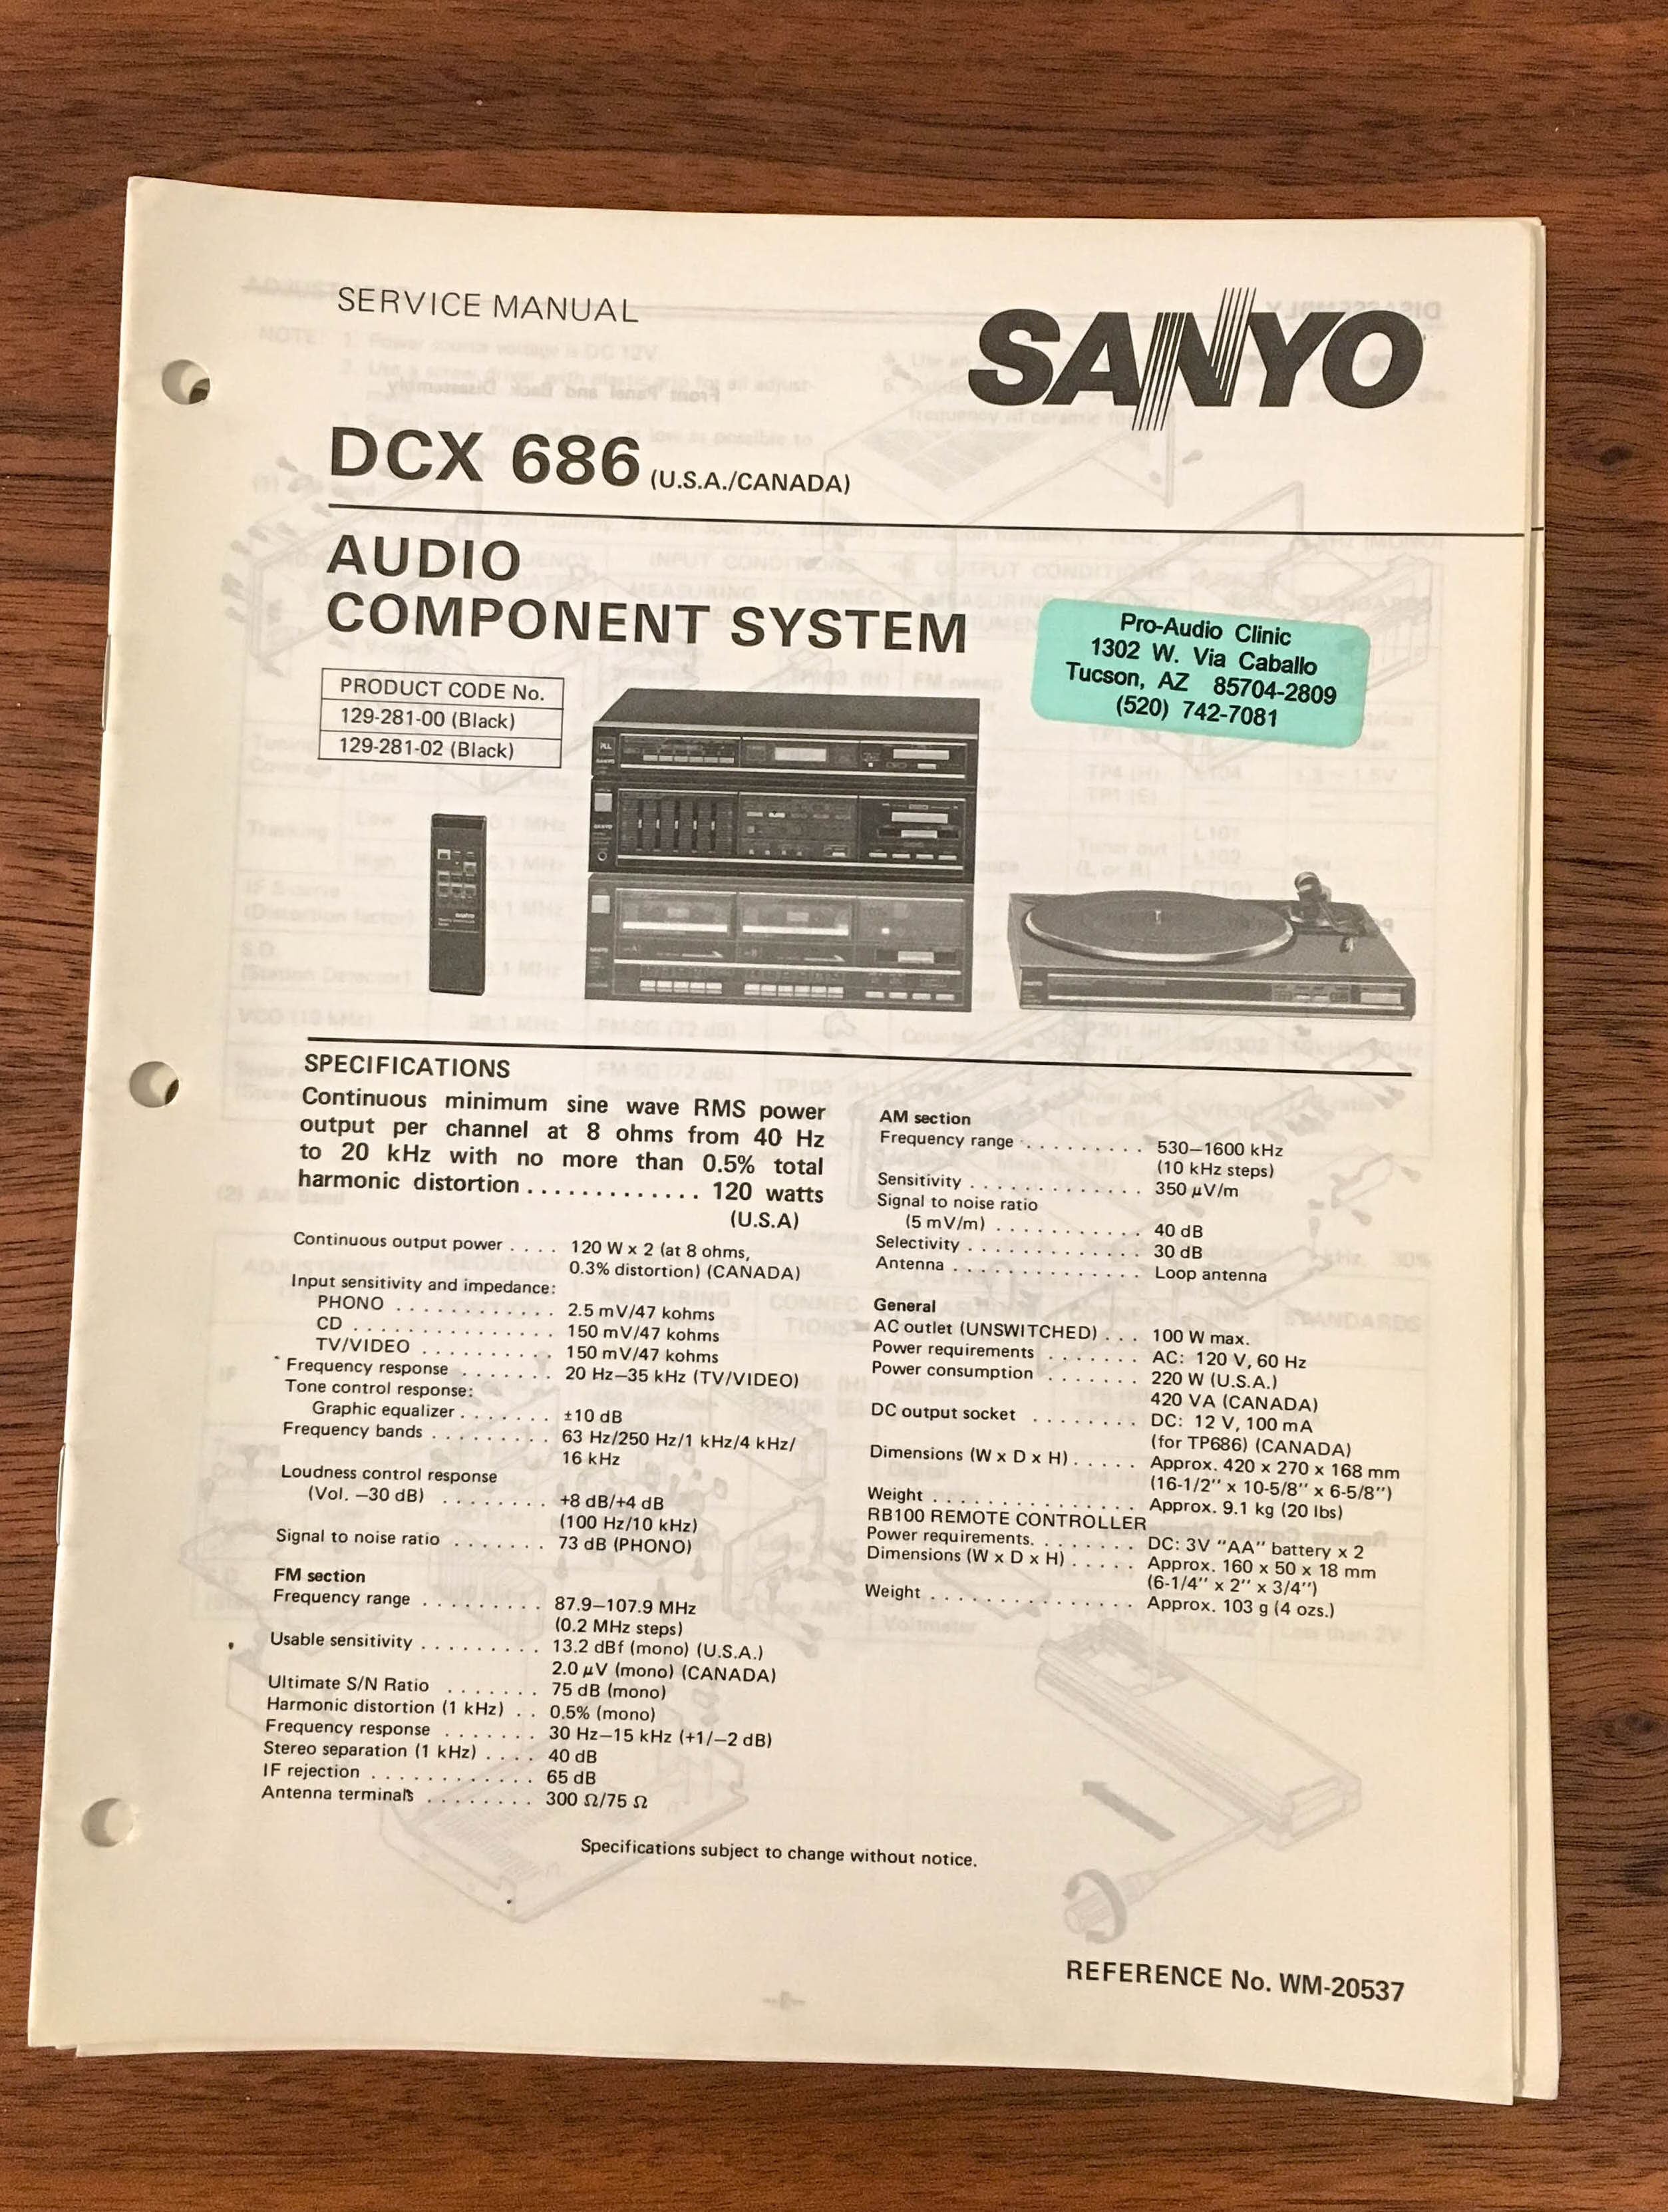 SERVICE MANUAL
SANYO
DCX 686 (U.S.A./CANADA)
AUDIO
COMPONENT SYSTEM
Pro-Audio Clinic
1302 W. Via Caballo
Tucson, AZ 85704-2809
(520) 742-7081
PRODUCT CODE No.
129-281-00 (Black)
129-281-02 (Black)
SPECIFICATIONS
Continuous minimum sine wave RMS power
output per channel at 8 ohms from 40 Hz
to 20 kHz with no more than 0.5% total
harmonic distortion . . . . . . . . . . . . . 120 watts
(U.S.A)
Continuous output power . . . . 120 W x 2 (at 8 ohms,
0.3% distortion) (CANADA)
Input sensitivity and impedance:
PHONO . . . . . . . . . . . . 2.5 mV/47 kohms
CD . . . . . . . . . . . . . . . 150 mV/47 kohms
TV/VIDEO . . . . . . . . . . 150 mV/47 kohms
Frequency response . . . . . . . 20 Hz–35 kHz (TV/VIDEO)
Tone control response:
Graphic equalizer . . . . . . . ±10 dB
Frequency bands . . . . . . . . . 63 Hz/250 Hz/1 kHz/4 kHz/
16 kHz
Loudness control response
(Vol. –30 dB) . . . . . . . . +8 dB/+4 dB
(100 Hz/10 kHz)
Signal to noise ratio . . . . . . . 73 dB (PHONO)
FM section
Frequency range . . . . . . . . . 87.9–107.9 MHz
(0.2 MHz steps)
Usable sensitivity . . . . . . . . . 13.2 dBf (mono) (U.S.A.)
2.0 µV (mono) (CANADA)
Ultimate S/N Ratio . . . . . . . 75 dB (mono)
Harmonic distortion (1 kHz) . . 0.5% (mono)
Frequency response . . . . . . . 30 Hz–15 kHz (+1/–2 dB)
Stereo separation (1 kHz) . . . . 40 dB
IF rejection . . . . . . . . . . . . 65 dB
Antenna terminals . . . . . . . . 300 Ω/75 Ω
AM section
Frequency range . . . . . . . . . 530–1600 kHz
(10 kHz steps)
Sensitivity . . . . . . . . . . . . . 350 µV/m
Signal to noise ratio
(5 mV/m) . . . . . . . . . . . 40 dB
Selectivity . . . . . . . . . . . . . 30 dB
Antenna . . . . . . . . . . . . . . Loop antenna
General
AC outlet (UNSWITCHED) . . . 100 W max.
Power requirements . . . . . . . AC: 120 V, 60 Hz
Power consumption . . . . . . . 220 W (U.S.A.)
420 VA (CANADA)
DC output socket . . . . . . . . DC: 12 V, 100 mA
(for TP686) (CANADA)
Dimensions (W x D x H) . . . . . Approx. 420 x 270 x 168 mm
(16-1/2″ x 10-5/8″ x 6-5/8″)
Weight . . . . . . . . . . . . . . . Approx. 9.1 kg (20 lbs)
RB100 REMOTE CONTROLLER
Power requirements. . . . . . . . DC: 3V "AA" battery x 2
Dimensions (W x D x H) . . . . . Approx. 160 x 50 x 18 mm
(6-1/4″ x 2″ x 3/4″)
Weight . . . . . . . . . . . . . . . Approx. 103 g (4 ozs.)
Specifications subject to change without notice.
REFERENCE No. WM-20537